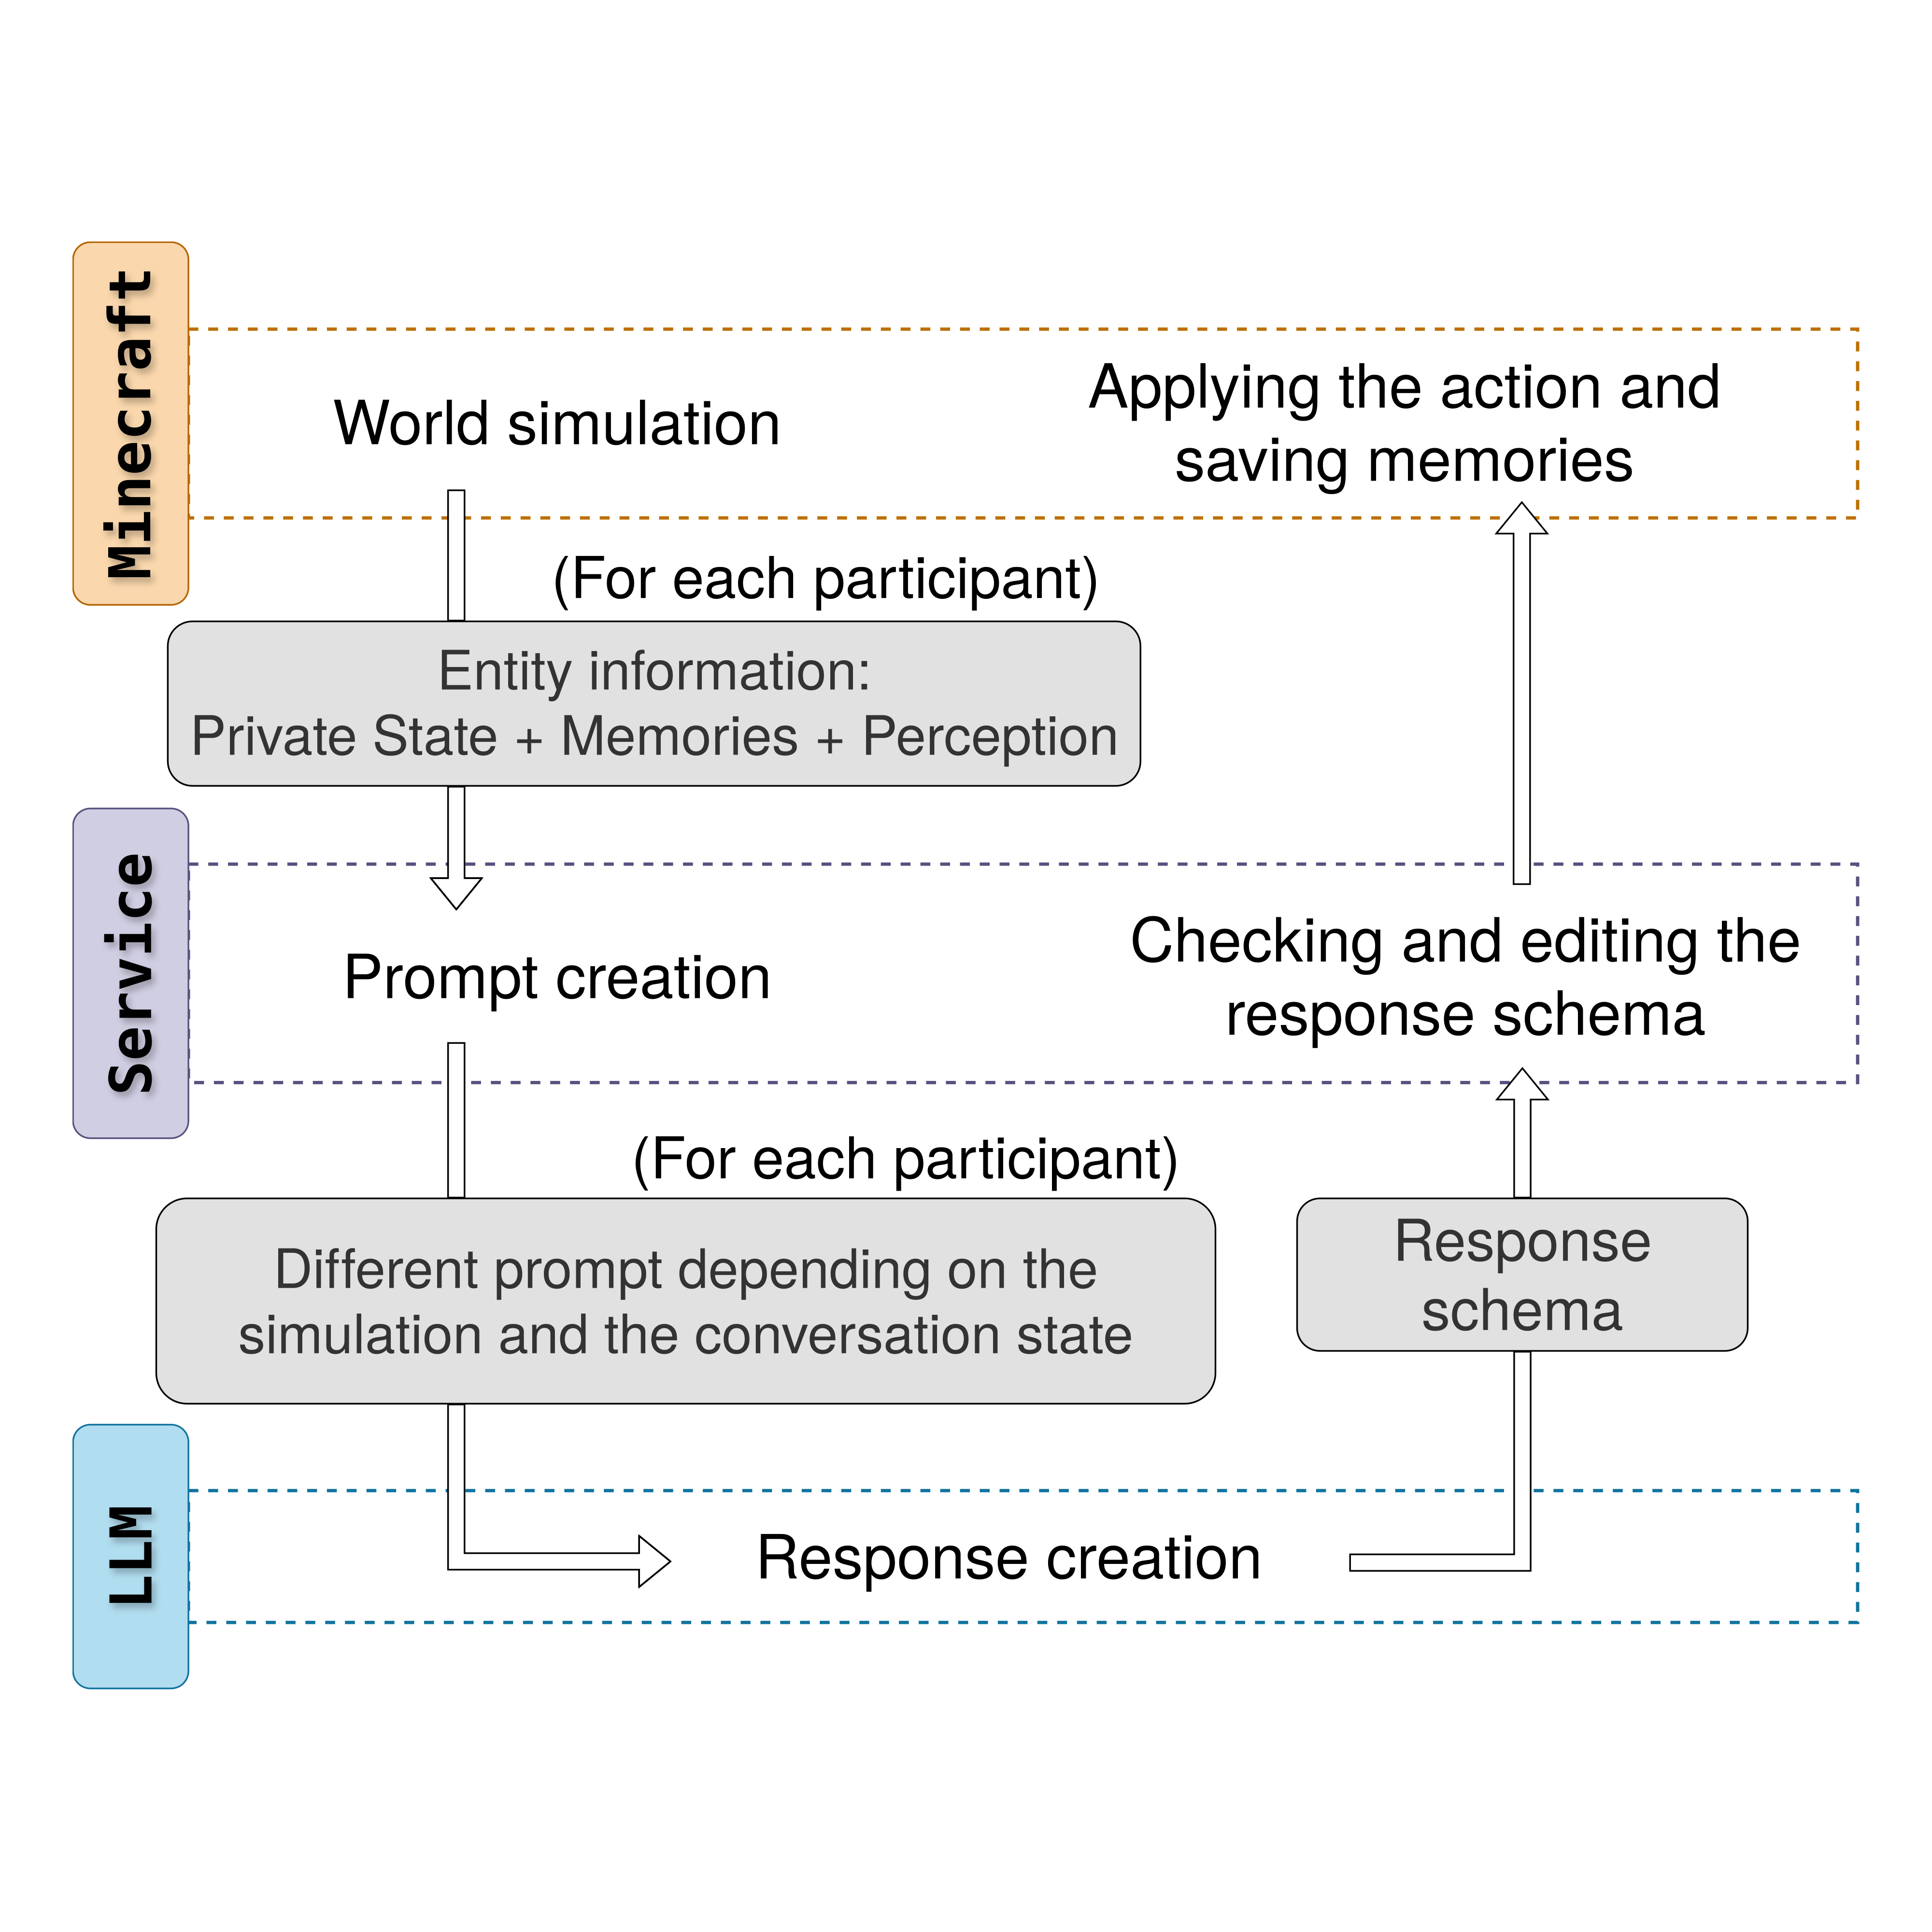 Minecraft
World simulation
Applying the action and
saving memories
(For each participant)
Entity information:
Private State + Memories + Perception
Service
Prompt creation
Checking and editing the
response schema
(For each participant)
Different prompt depending on the
simulation and the conversation state
Response
schema
LLM
Response creation